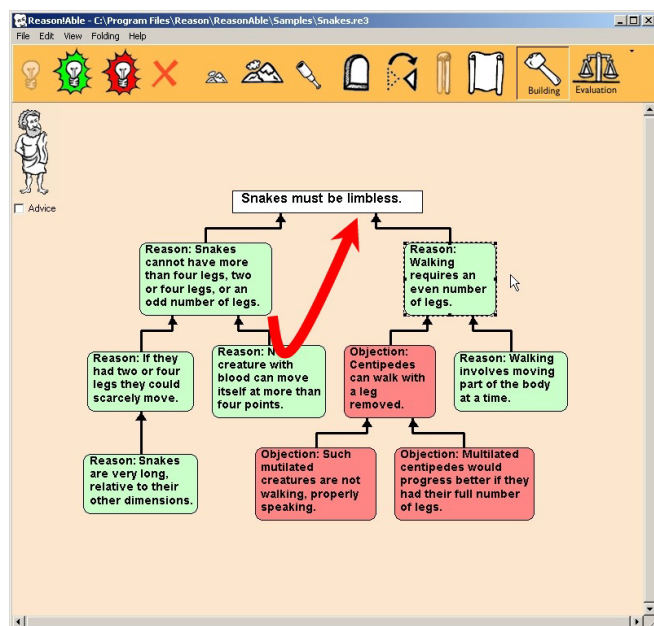 Reason!Able - C:\Program Files\Reason\ReasonAble\Samples\Snakes.re3
File Edit View Folding Help
Building
Evaluation
Advice
Snakes must be limbless.
Reason: Snakes
cannot have more
than four legs, two
or four legs, or an
odd number of legs.
Reason:
Walking
requires an
even number
of legs.
Reason: If they
had two or four
legs they could
scarcely move.
Reason:
creature with
blood can move
itself at more than
four points.
Objection:
Centipedes
can walk with
a leg
removed.
Reason: Walking
involves moving
part of the body
at a time.
Reason: Snakes
are very long,
relative to their
other dimensions.
Objection: Such
mutilated
creatures are not
walking, properly
speaking.
Objection: Multilated
centipedes would
progress better if they
had their full number
of legs.